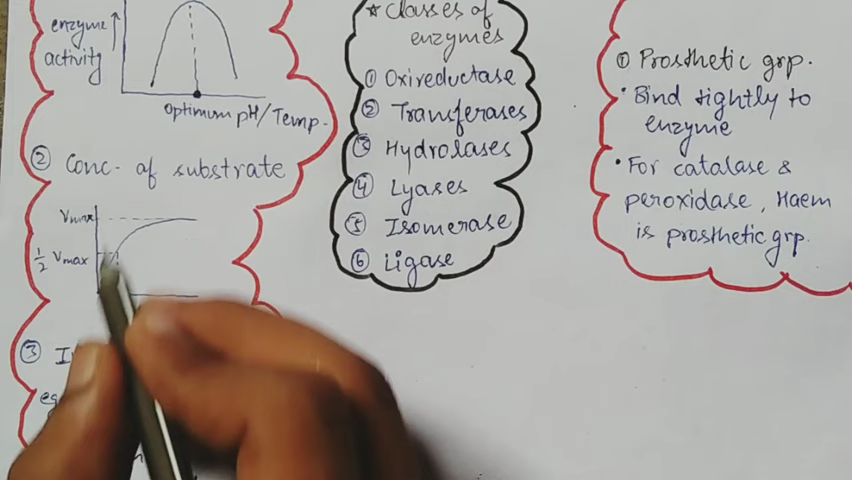 enzyme
activity
Optimum pH/Temp.
② Conc. of substrate
Vmax
1/2 Vmax
③
* Classes of
enzymes
① Oxireductase
② Tramferases
③ Hydrolases
④ Lyases
⑤ Isomerase
⑥ Ligase
① Prosthetic grp.
• Bind tightly to
enzyme
• For catalase &
peroxidase, Haem
is prosthetic grp.